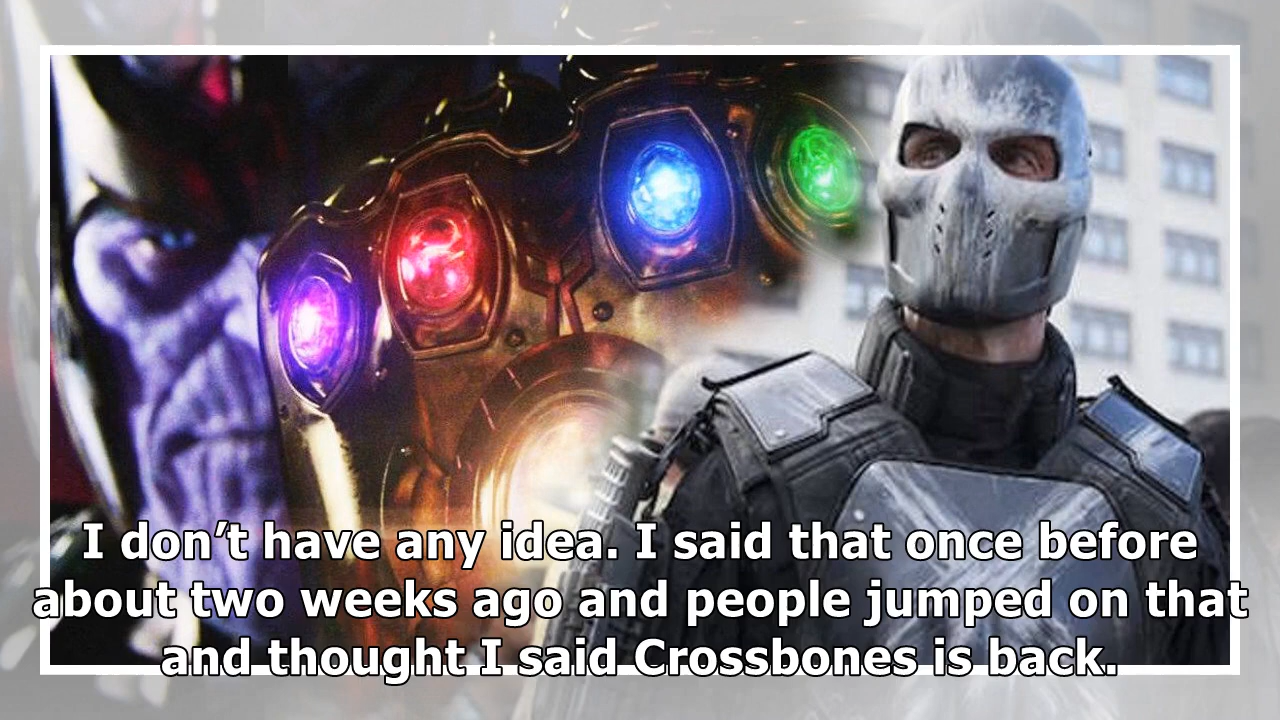 I don’t have any idea. I said that once before
about two weeks ago and people jumped on that
and thought I said Crossbones is back.